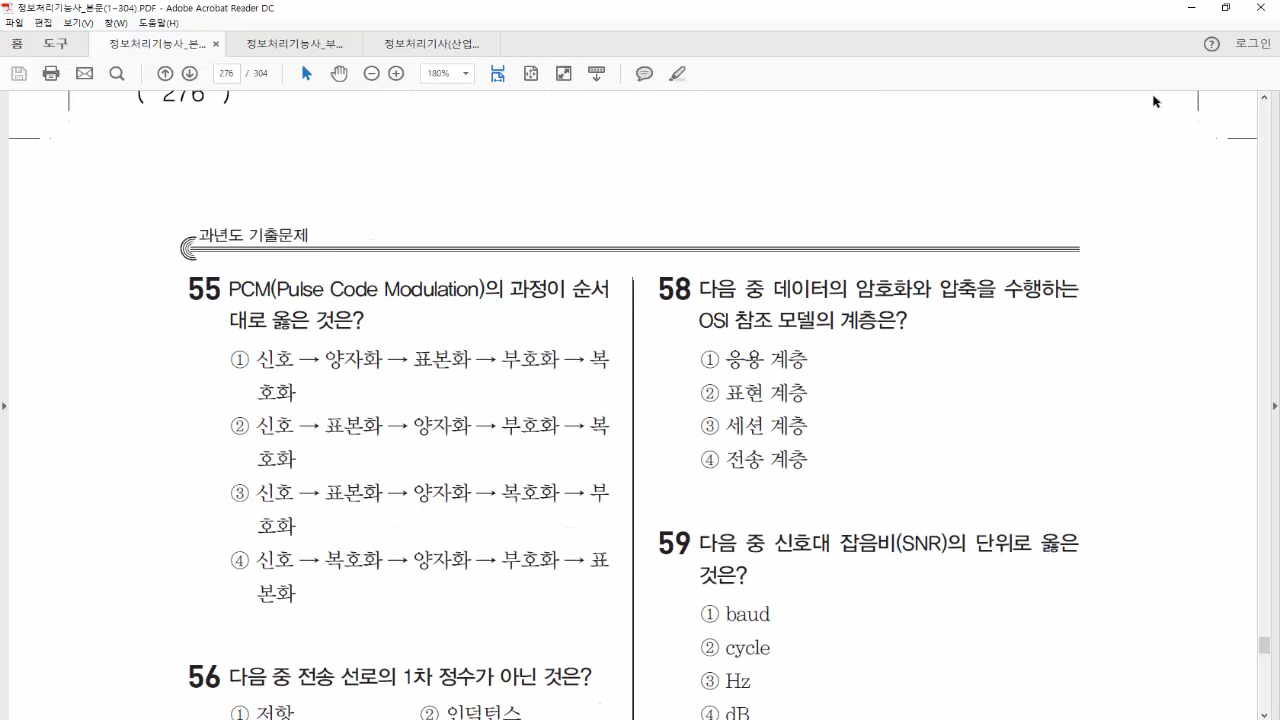 정보처리기능사_본문(1~304).PDF - Adobe Acrobat Reader DC
파일 편집 보기(V) 창(W) 도움말(H)
홈 도구 정보처리기능사_본... × 정보처리기능사_부... 정보처리기사(산업... 로그인
276 / 304 180%
( 276 )
과년도 기출문제
55 PCM(Pulse Code Modulation)의 과정이 순서
대로 옳은 것은?
① 신호 → 양자화 → 표본화 → 부호화 → 복
호화
② 신호 → 표본화 → 양자화 → 부호화 → 복
호화
③ 신호 → 표본화 → 양자화 → 복호화 → 부
호화
④ 신호 → 복호화 → 양자화 → 부호화 → 표
본화
56 다음 중 전송 선로의 1차 정수가 아닌 것은?
① 저항 ② 인덕턴스
58 다음 중 데이터의 암호화와 압축을 수행하는
OSI 참조 모델의 계층은?
① 응용 계층
② 표현 계층
③ 세션 계층
④ 전송 계층
59 다음 중 신호대 잡음비(SNR)의 단위로 옳은
것은?
① baud
② cycle
③ Hz
④ dB